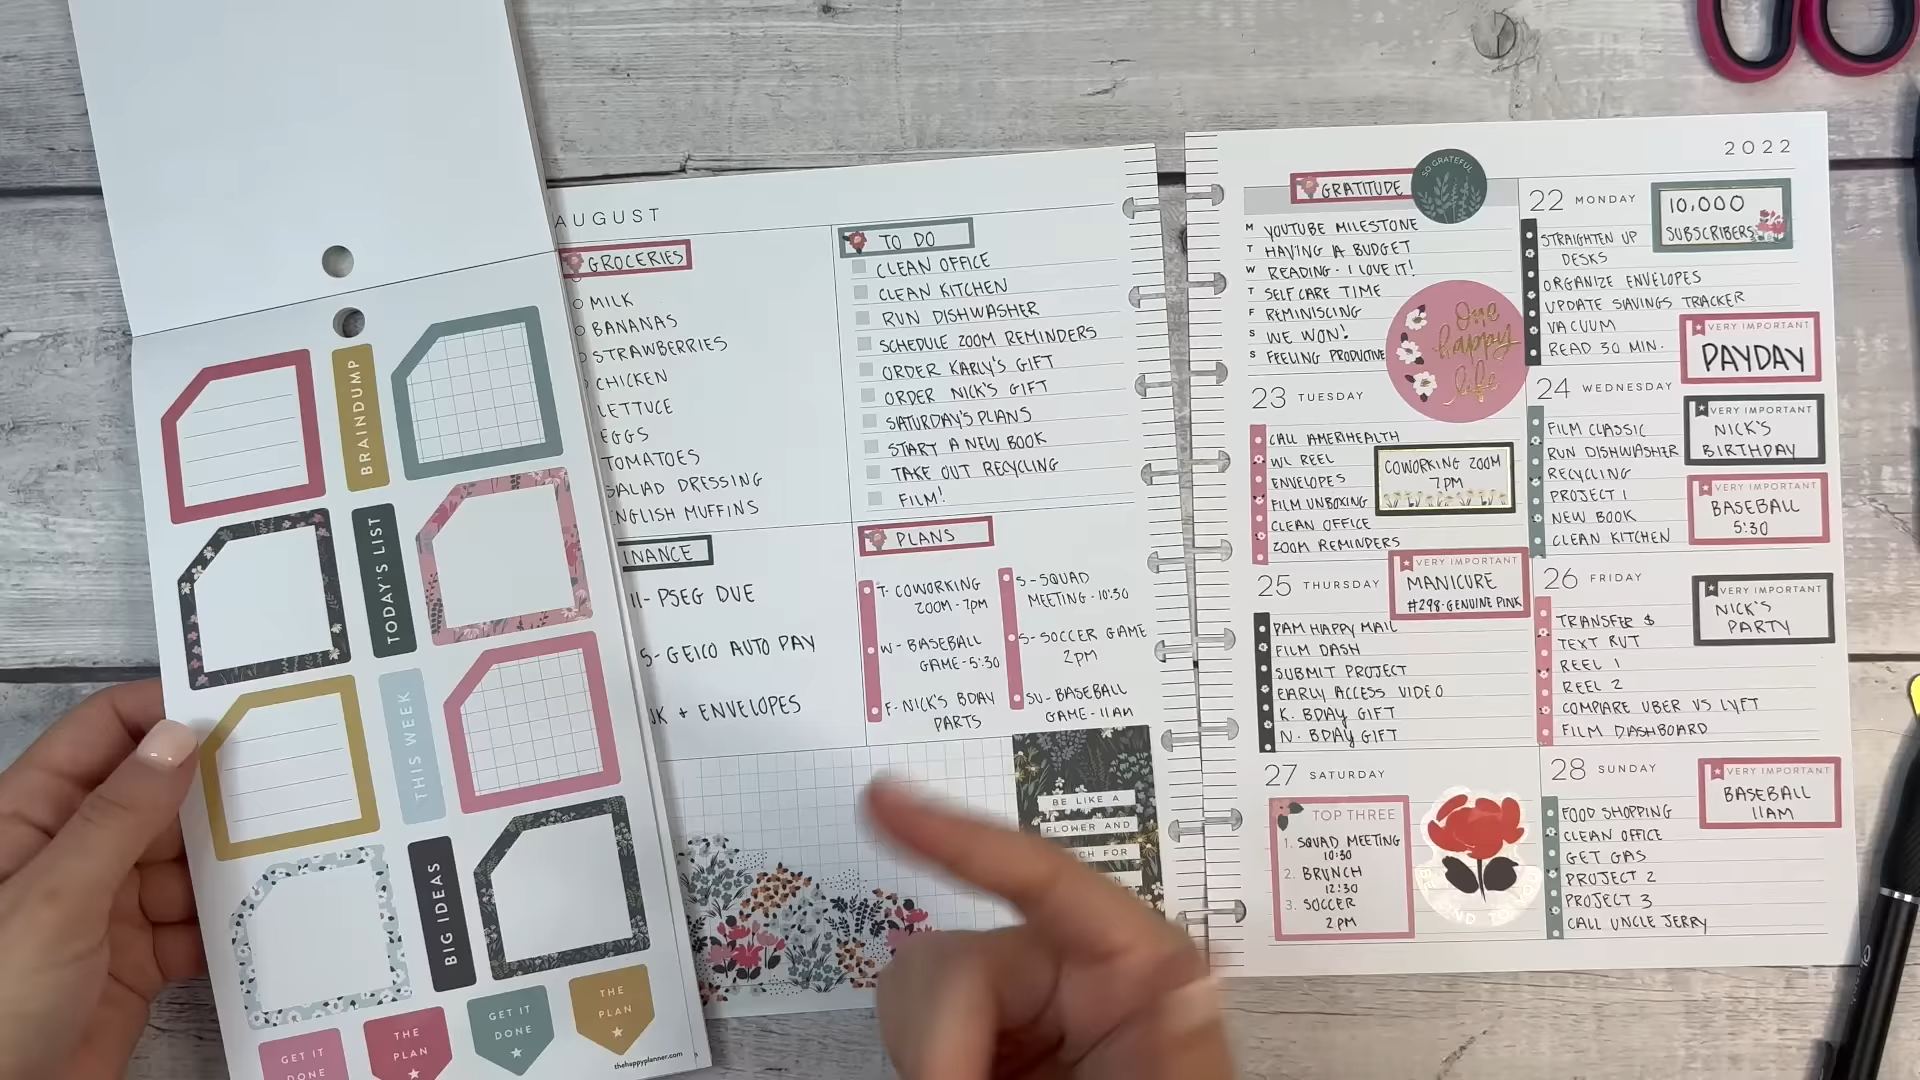 BRAINDUMP
TODAY'S LIST
THIS WEEK
BIG IDEAS
GET IT
DONE
THE
PLAN
GET IT
DONE
THE
PLAN
thehappyplanner.com
AUGUST
GROCERIES
MILK
BANANAS
STRAWBERRIES
CHICKEN
LETTUCE
EGGS
TOMATOES
SALAD DRESSING
ENGLISH MUFFINS
TO DO
CLEAN OFFICE
CLEAN KITCHEN
RUN DISHWASHER
SCHEDULE ZOOM REMINDERS
ORDER KARLY'S GIFT
ORDER NICK'S GIFT
SATURDAY'S PLANS
START A NEW BOOK
TAKE OUT RECYCLING
FILM!
INANCE
PSEG DUE
GEICO AUTO PAY
+ ENVELOPES
PLANS
T- COWORKING
ZOOM - 7PM
W- BASEBALL
GAME - 5:30
F- NICK'S BDAY
PARTS
S - SQUAD
MEETING - 10:30
S - SOCCER GAME
2PM
SU - BASEBALL
GAME - 11AM
BE LIKE A
FLOWER AND
FOR
2022
GRATITUDE
SO GRATEFUL
M YOUTUBE MILESTONE
T HAVING A BUDGET
W READING - I LOVE IT!
T SELF CARE TIME
F REMINISCING
S WE WON!
S FEELING PRODUCTIVE
One
happy
life
22 MONDAY
10,000
SUBSCRIBERS
STRAIGHTEN UP
DESKS
ORGANIZE ENVELOPES
UPDATE SAVINGS TRACKER
VACUUM
READ 30 MIN.
VERY IMPORTANT
PAYDAY
23 TUESDAY
CALL AMERIHEALTH
WL REEL
ENVELOPES
FILM UNBOXING
CLEAN OFFICE
ZOOM REMINDERS
COWORKING ZOOM
7PM
24 WEDNESDAY
FILM CLASSIC
RUN DISHWASHER
RECYCLING
PROJECT 1
NEW BOOK
CLEAN KITCHEN
VERY IMPORTANT
NICK'S
BIRTHDAY
VERY IMPORTANT
BASEBALL
5:30
25 THURSDAY
VERY IMPORTANT
MANICURE
#298-GENUINE PINK
PAM HAPPY MAIL
FILM DASH
SUBMIT PROJECT
EARLY ACCESS VIDEO
K. BDAY GIFT
N. BDAY GIFT
26 FRIDAY
VERY IMPORTANT
NICK'S
PARTY
TRANSFER $
TEXT RUT
REEL 1
REEL 2
COMPARE UBER VS LYFT
FILM DASHBOARD
27 SATURDAY
TOP THREE
1. SQUAD MEETING
10:30
2. BRUNCH
12:30
3. SOCCER
2PM
28 SUNDAY
VERY IMPORTANT
BASEBALL
11AM
FOOD SHOPPING
CLEAN OFFICE
GET GAS
PROJECT 2
PROJECT 3
CALL UNCLE JERRY